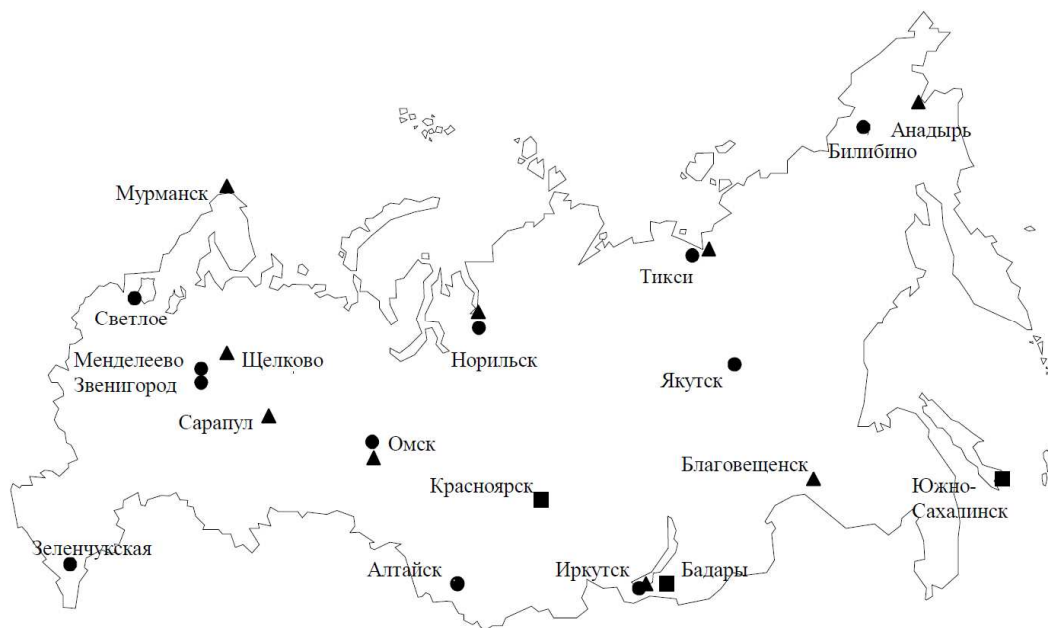 Анадырь
Билибино
Мурманск
Тикси
Светлое
Менделеево
Щелково
Звенигород
Норильск
Якутск
Сарапул
Омск
Благовещенск
Красноярск
Южно-
Сахалинск
Зеленчукская
Алтайск
Иркутск
Бадары